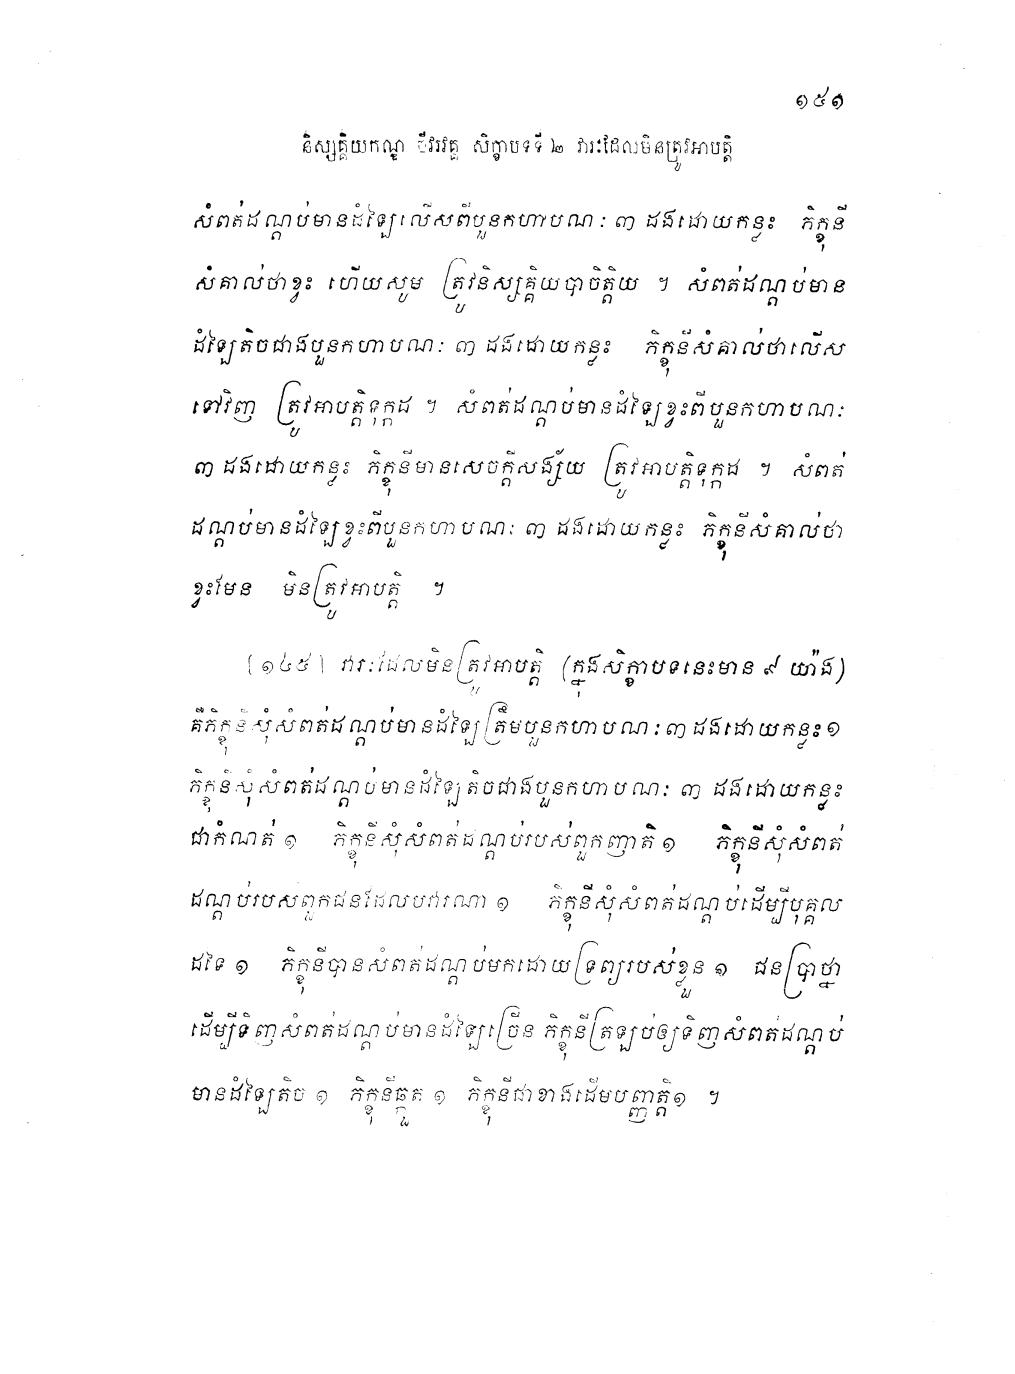 ១៥១
និស្សគ្គិយកណ្ឌ ចីវរវគ្គ សិក្ខាបទទី ២ វារៈដែលមិនត្រូវអាបត្តិ
សំពត់ដណ្តប់មានដំឡៃលើសពីបួនកហាបណៈ ៣ ដងដោយកន្លះ ភិក្ខុនី
សំគាល់ថាខ្វះ ហើយសូម ត្រូវនិស្សគ្គិយបាចិត្តិយ ។ សំពត់ដណ្តប់មាន
ដំឡៃតិចជាងបួនកហាបណៈ ៣ ដងដោយកន្លះ ភិក្ខុនីសំគាល់ថាលើស
ទៅវិញ ត្រូវអាបត្តិទុក្កដ ។ សំពត់ដណ្តប់មានដំឡៃខ្វះពីបួនកហាបណៈ
៣ ដងដោយកន្លះ ភិក្ខុនីមានសេចក្តីសង្ស័យ ត្រូវអាបត្តិទុក្កដ ។ សំពត់
ដណ្តប់មានដំឡៃខ្វះពីបួនកហាបណៈ ៣ ដងដោយកន្លះ ភិក្ខុនីសំគាល់ថា
ខ្វះមែន មិនត្រូវអាបត្តិ ។
[១៤៥] វារៈដែលមិនត្រូវអាបត្តិ (ក្នុងសិក្ខាបទនេះមាន ៩ យ៉ាង)
គឺភិក្ខុនីសុំសំពត់ដណ្តប់មានដំឡៃត្រឹមបួនកហាបណៈ ៣ ដងដោយកន្លះ ១
ភិក្ខុនីសុំសំពត់ដណ្តប់មានដំឡៃតិចជាងបួនកហាបណៈ ៣ ដងដោយកន្លះ
ជាកំណត់ ១ ភិក្ខុនីសុំសំពត់ដណ្តប់របស់ពួកញាតិ ១ ភិក្ខុនីសុំសំពត់
ដណ្តប់របស់ពួកជនដែលបវារណា ១ ភិក្ខុនីសុំសំពត់ដណ្តប់ដើម្បីបុគ្គល
ដទៃ ១ ភិក្ខុនីបានសំពត់ដណ្តប់មកដោយទ្រព្យរបស់ខ្លួន ១ ជនប្រាថ្នា
ដើម្បីទិញសំពត់ដណ្តប់មានដំឡៃច្រើន ភិក្ខុនីត្រឡប់ឲ្យទិញសំពត់ដណ្តប់
មានដំឡៃតិច ១ ភិក្ខុនីឆ្កួត ១ ភិក្ខុនីជាខាងដើមបញ្ញត្តិ ១ ។